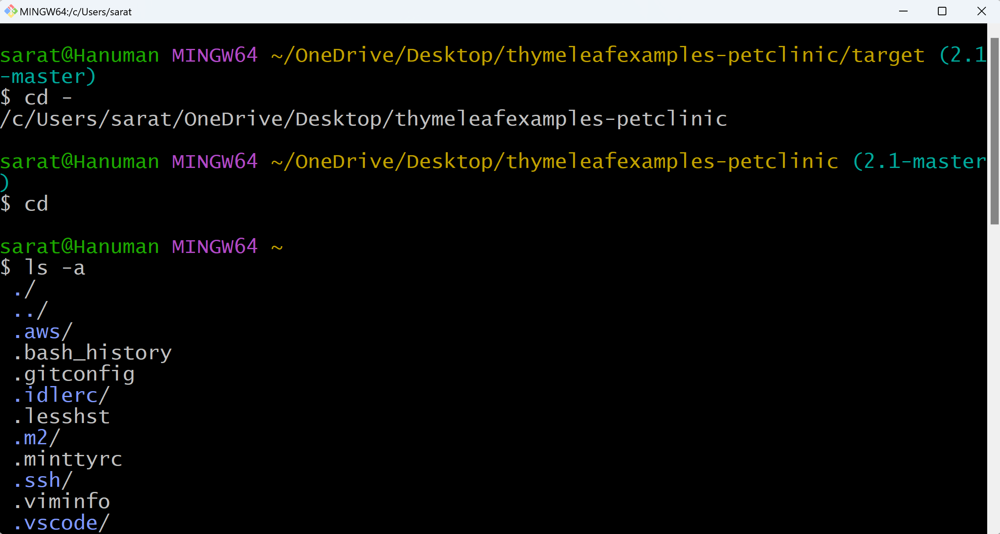 MINGW64:/c/Users/sarat
sarat@Hanuman MINGW64 ~/OneDrive/Desktop/thymeleafexamples-petclinic/target (2.1
-master)
$ cd -
/c/Users/sarat/OneDrive/Desktop/thymeleafexamples-petclinic
sarat@Hanuman MINGW64 ~/OneDrive/Desktop/thymeleafexamples-petclinic (2.1-master
)
$ cd
sarat@Hanuman MINGW64 ~
$ ls -a
./
../
.aws/
.bash_history
.gitconfig
.idlerc/
.lesshst
.m2/
.minttyrc
.ssh/
.viminfo
.vscode/